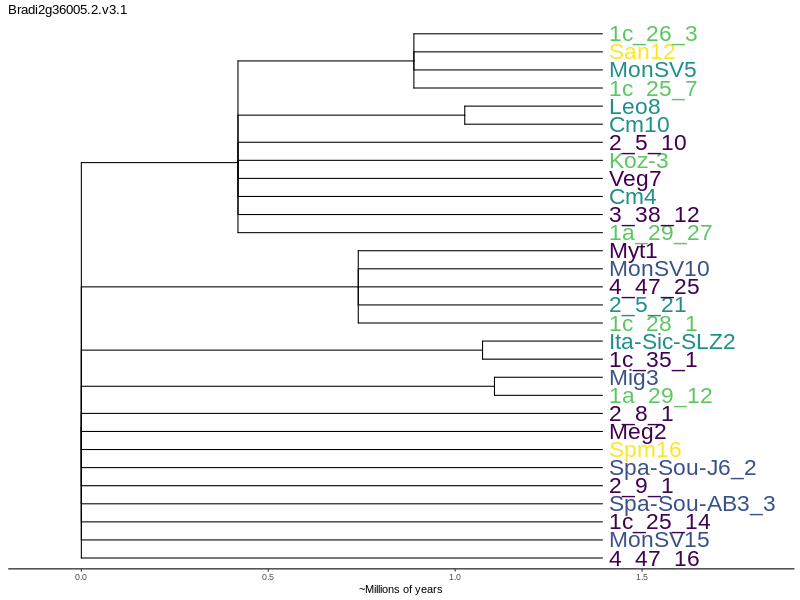 Bradi2g36005.2.v3.1
1c_26_3
San12
MonSV5
1c_25_7
Leo8
Cm10
2_5_10
Koz-3
Veg7
Cm4
3_38_12
1a_29_27
Myt1
MonSV10
4_47_25
2_5_21
1c_28_1
Ita-Sic-SLZ2
1c_35_1
Mig3
1a_29_12
2_8_1
Meg2
Spm16
Spa-Sou-J6_2
2_9_1
Spa-Sou-AB3_3
1c_25_14
MonSV15
4_47_16
0.0 0.5 1.0 1.5
~Millions of years